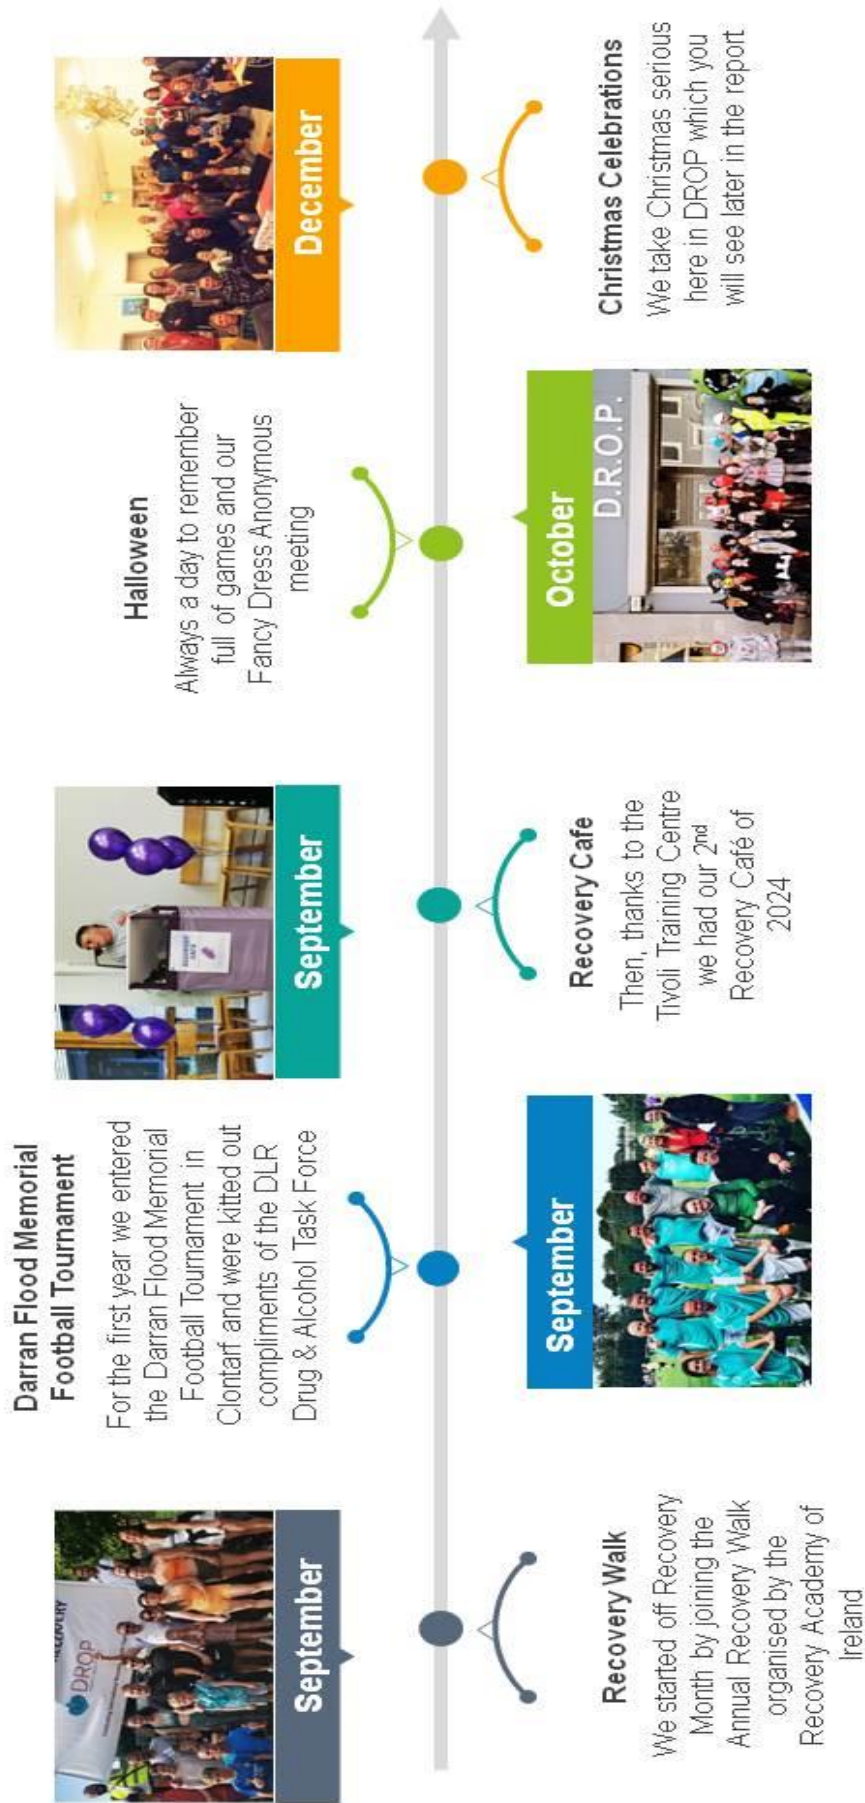 RECOVERY
DROP
September
Recovery Walk
We started off Recovery
Month by joining the
Annual Recovery Walk
organised by the
Recovery Academy of
Ireland
Darran Flood Memorial
Football Tournament
For the first year we entered
the Darran Flood Memorial
Football Tournament in
Clontarf and were kitted out
compliments of the DLR
Drug & Alcohol Task Force
September
September
RECOVERY
CAFE
Recovery Cafe
Then, thanks to the
Tivoli Training Centre
we had our 2nd
Recovery Café of
2024
Halloween
Always a day to remember
full of games and our
Fancy Dress Anonymous
meeting
October
D.R.O.P.
December
Christmas Celebrations
We take Christmas serious
here in DROP which you
will see later in the report